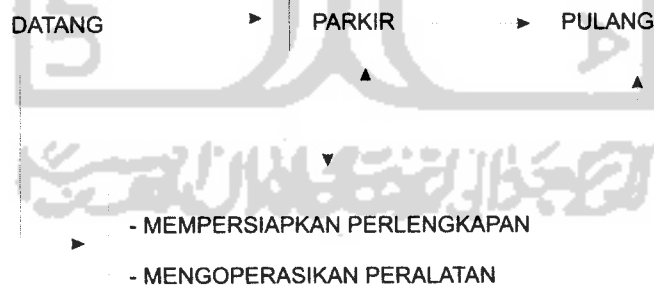 DATANG PARKIR PULANG
- MEMPERSIAPKAN PERLENGKAPAN
- MENGOPERASIKAN PERALATAN